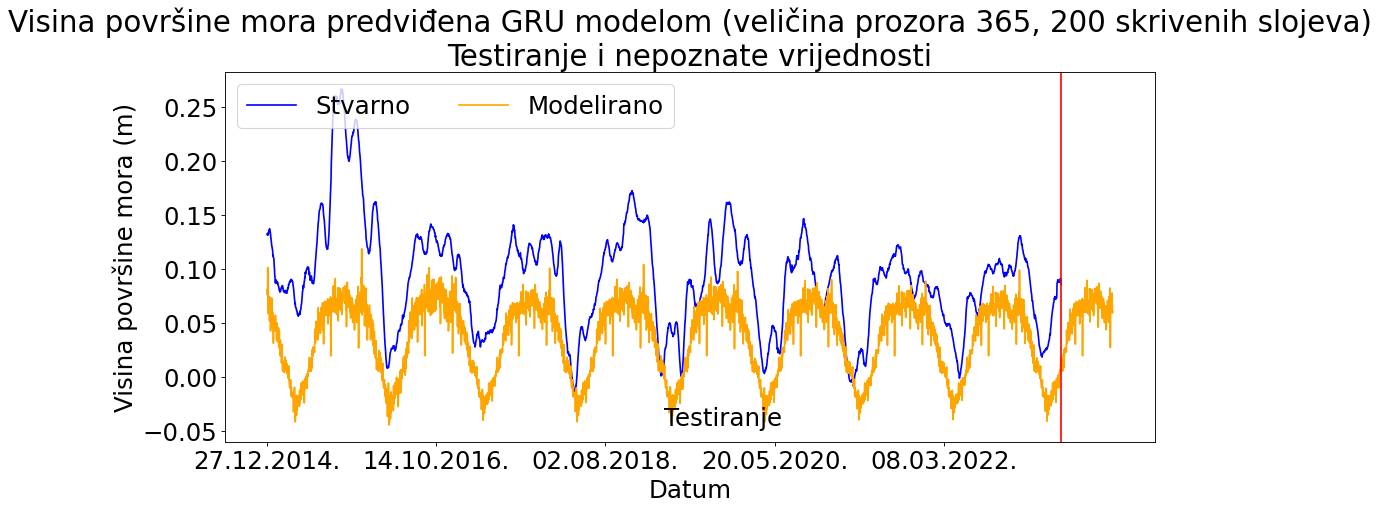 Visina površine mora predviđena GRU modelom (veličina prozora 365, 200 skrivenih slojeva)
Testiranje i nepoznate vrijednosti
Stvarno
Modelirano
Visina površine mora (m)
0.25
0.20
0.15
0.10
0.05
0.00
−0.05
Testiranje
27.12.2014.
14.10.2016.
02.08.2018.
20.05.2020.
08.03.2022.
Datum